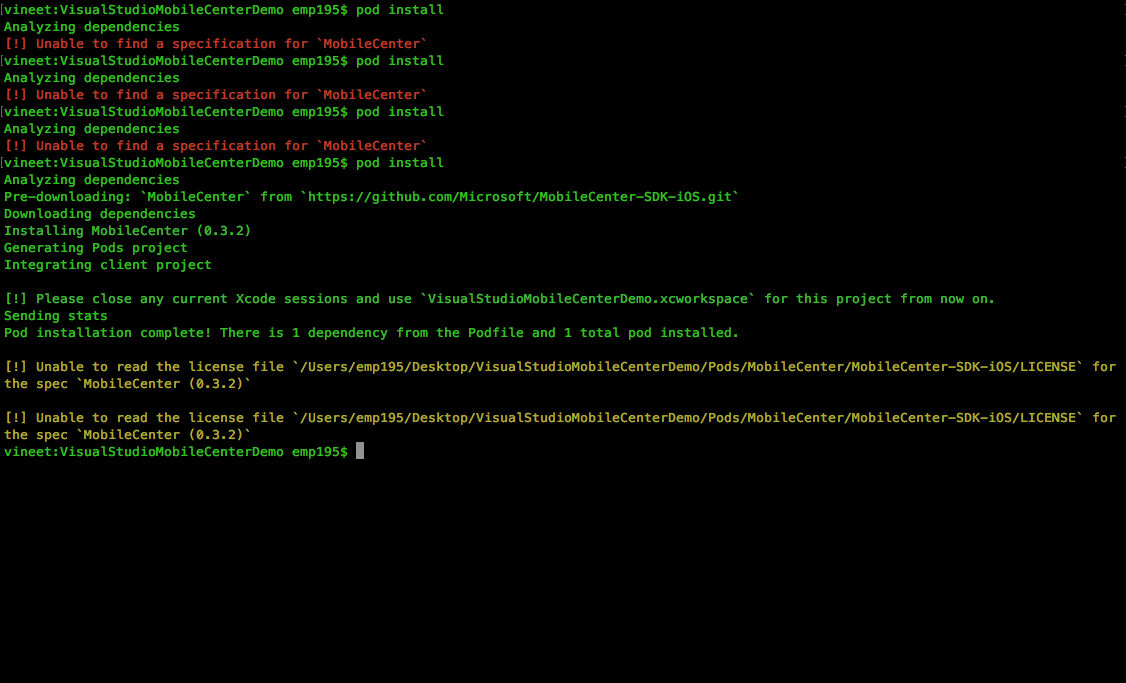 [vineet:VisualStudioMobileCenterDemo emp195$ pod install
Analyzing dependencies
[!] Unable to find a specification for `MobileCenter`
[vineet:VisualStudioMobileCenterDemo emp195$ pod install
Analyzing dependencies
[!] Unable to find a specification for `MobileCenter`
[vineet:VisualStudioMobileCenterDemo emp195$ pod install
Analyzing dependencies
[!] Unable to find a specification for `MobileCenter`
[vineet:VisualStudioMobileCenterDemo emp195$ pod install
Analyzing dependencies
Pre-downloading: `MobileCenter` from `https://github.com/Microsoft/MobileCenter-SDK-iOS.git`
Downloading dependencies
Installing MobileCenter (0.3.2)
Generating Pods project
Integrating client project
[!] Please close any current Xcode sessions and use `VisualStudioMobileCenterDemo.xcworkspace` for this project from now on.
Sending stats
Pod installation complete! There is 1 dependency from the Podfile and 1 total pod installed.
[!] Unable to read the license file `/Users/emp195/Desktop/VisualStudioMobileCenterDemo/Pods/MobileCenter/MobileCenter-SDK-iOS/LICENSE` for
the spec `MobileCenter (0.3.2)`
[!] Unable to read the license file `/Users/emp195/Desktop/VisualStudioMobileCenterDemo/Pods/MobileCenter/MobileCenter-SDK-iOS/LICENSE` for
the spec `MobileCenter (0.3.2)`
vineet:VisualStudioMobileCenterDemo emp195$